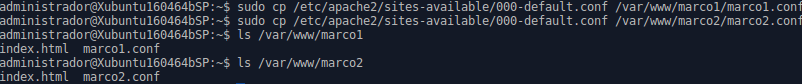 administrador@Xubuntu160464bSP:~$ sudo cp /etc/apache2/sites-available/000-default.conf /var/www/marco1/marco1.conf
administrador@Xubuntu160464bSP:~$ sudo cp /etc/apache2/sites-available/000-default.conf /var/www/marco2/marco2.conf
administrador@Xubuntu160464bSP:~$ ls /var/www/marco1
index.html  marco1.conf
administrador@Xubuntu160464bSP:~$ ls /var/www/marco2
index.html  marco2.conf